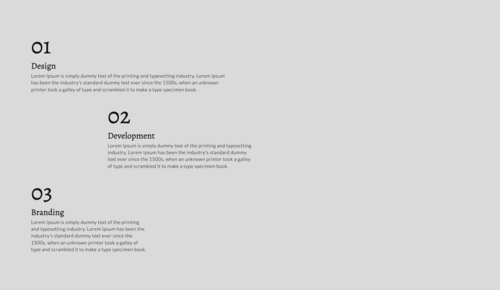 01
Design
Lorem Ipsum is simply dummy text of the printing and typesetting industry. Lorem Ipsum
has been the industry's standard dummy text ever since the 1500s, when an unknown
printer took a galley of type and scrambled it to make a type specimen book.
02
Development
Lorem Ipsum is simply dummy text of the printing and typesetting
industry. Lorem Ipsum has been the industry's standard dummy
text ever since the 1500s, when an unknown printer took a galley
of type and scrambled it to make a type specimen book.
03
Branding
Lorem Ipsum is simply dummy text of the printing
and typesetting industry. Lorem Ipsum has been the
industry's standard dummy text ever since the
1500s, when an unknown printer took a galley of
type and scrambled it to make a type specimen book.